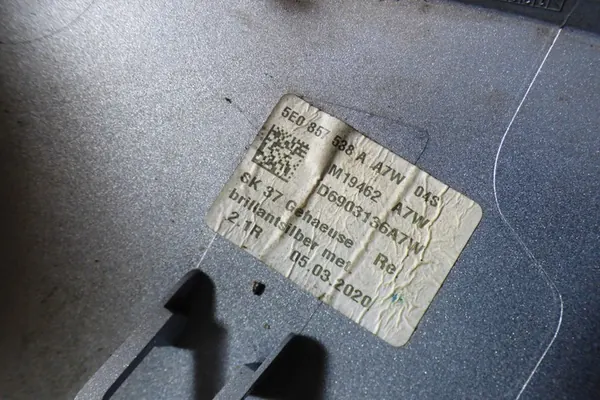 5E0 857 538 A A7W 04S
M19462 A7W
D6903136A7W
SK 37 Gehaeuse Re
brillantsilber met
2.1R 05.03.2020